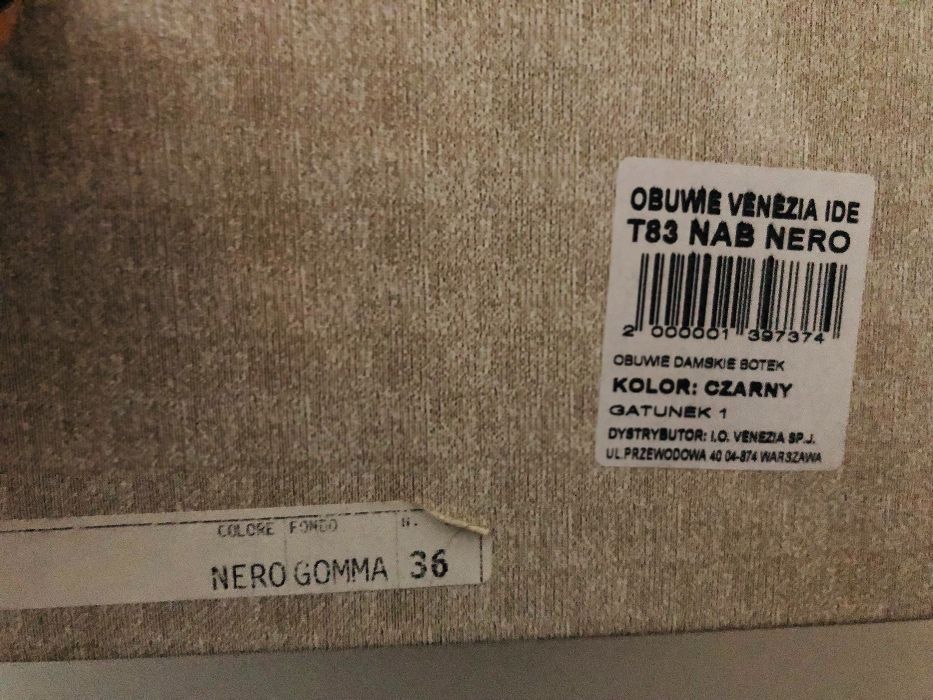 OBUWIE VENEZIA IDE
T83 NAB NERO
2 000001 397374
OBUWIE DAMSKIE BOTEK
KOLOR: CZARNY
GATUNEK 1
DYSTRYBUTOR: I.O. VENEZIA SP.J.
UL.PRZEWODOWA 40 04-874 WARSZAWA
COLORE FONDO N.
NERO GOMMA 36